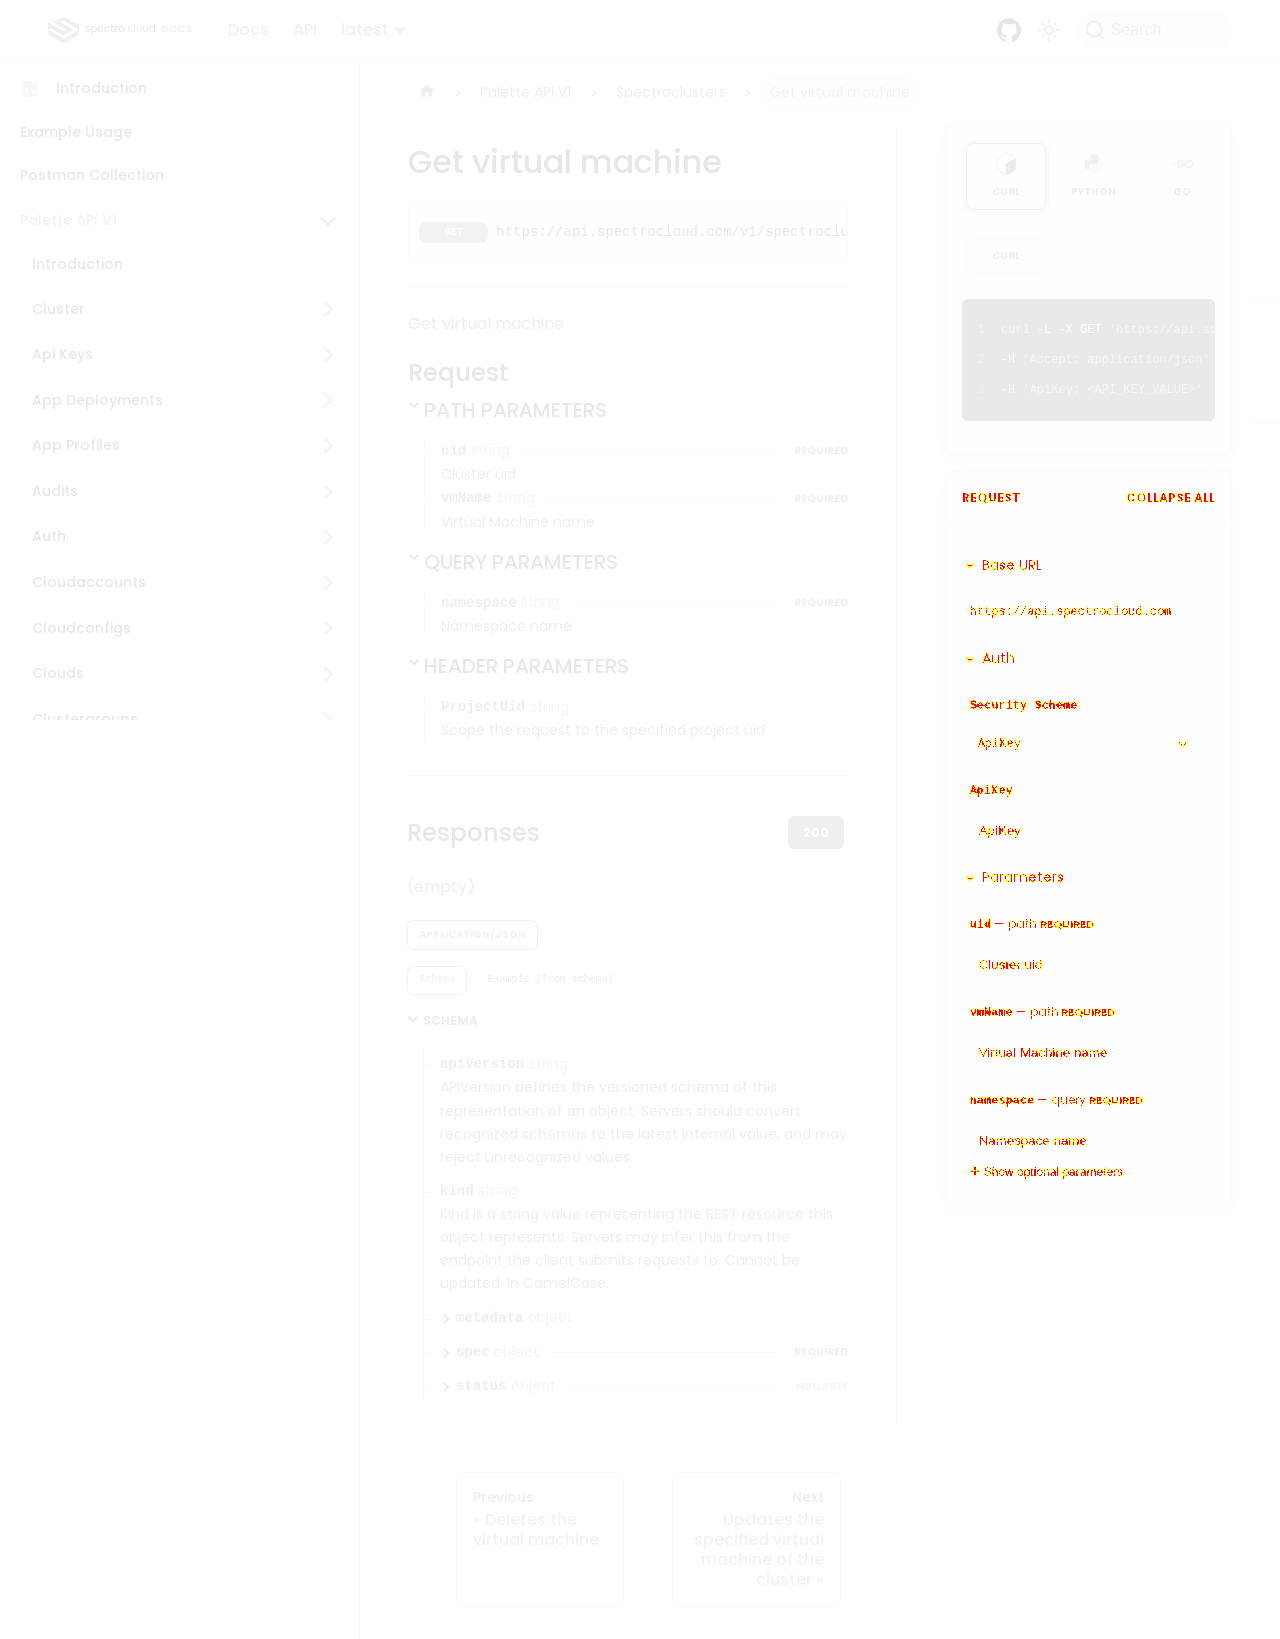 spectro cloud DOCS
Docs
API
latest
Search
Introduction
Example Usage
Postman Collection
Palette API V1
Introduction
Cluster
Api Keys
App Deployments
App Profiles
Audits
Auth
Cloudaccounts
Cloudconfigs
Clouds
Clustergroups
Palette API V1
Spectroclusters
Get virtual machine
Get virtual machine
GET https://api.spectrocloud.com/v1/spectroclu
Get virtual machine
Request
PATH PARAMETERS
uid string REQUIRED
Cluster uid
vmName string REQUIRED
Virtual Machine name
QUERY PARAMETERS
namespace string REQUIRED
Namespace name
HEADER PARAMETERS
ProjectUid string
Scope the request to the specified project uid
Responses
200
(empty)
APPLICATION/JSON
Schema
Example (from schema)
SCHEMA
apiVersion string
APIVersion defines the versioned schema of this
representation of an object. Servers should convert
recognized schemas to the latest internal value, and may
reject unrecognized values.
kind string
Kind is a string value representing the REST resource this
object represents. Servers may infer this from the
endpoint the client submits requests to. Cannot be
updated. In CamelCase.
metadata object
spec object REQUIRED
status object NULLABLE
Previous
« Deletes the
virtual machine
Next
Updates the
specified virtual
machine of the
cluster »
CURL
PYTHON
GO
CURL
1 curl -L -X GET 'https://api.sp
2 -H 'Accept: application/json'
3 -H 'ApiKey: <API_KEY_VALUE>'
REQUEST
COLLAPSE ALL
Base URL
https://api.spectrocloud.com
Auth
Security Scheme
ApiKey
ApiKey
ApiKey
Parameters
uid — path REQUIRED
Cluster uid
vmName — path REQUIRED
Virtual Machine name
namespace — query REQUIRED
Namespace name
Show optional parameters